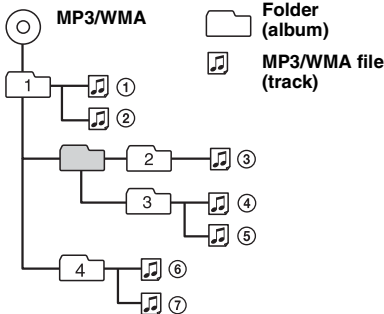 MP3/WMA
Folder
(album)
MP3/WMA file
(track)
1
①
②
2
③
3
④
⑤
4
⑥
⑦